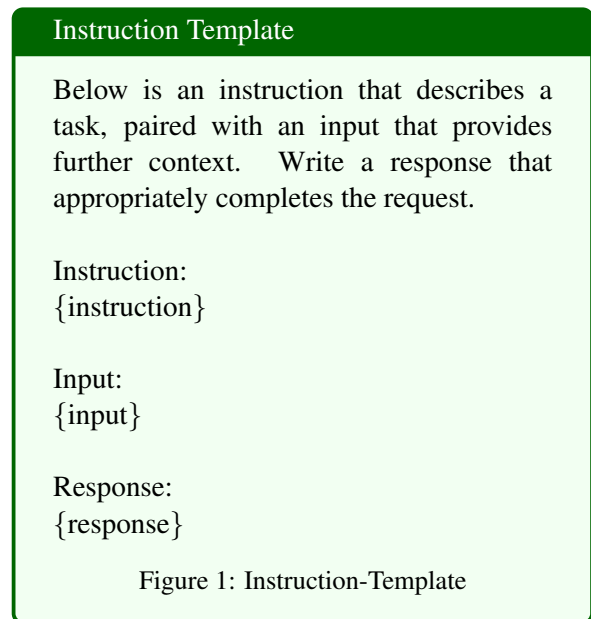 Instruction Template
Below is an instruction that describes a
task, paired with an input that provides
further context. Write a response that
appropriately completes the request.
Instruction:
{instruction}
Input:
{input}
Response:
{response}
Figure 1: Instruction-Template